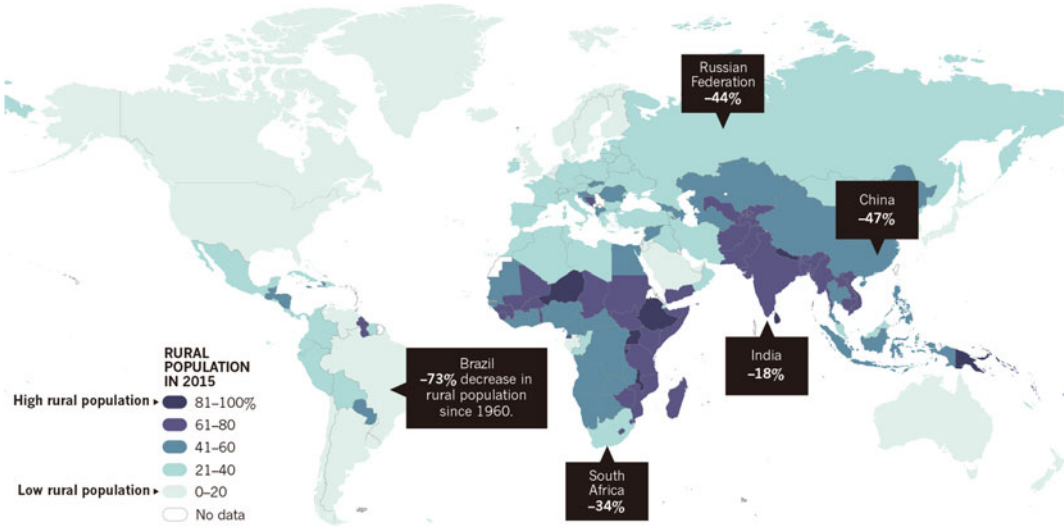 Russian
Federation
–44%
China
–47%
India
–18%
Brazil
–73% decrease in
rural population
since 1960.
South
Africa
–34%
RURAL
POPULATION
IN 2015
High rural population ▸ 81–100%
61–80
41–60
21–40
Low rural population ▸ 0–20
No data